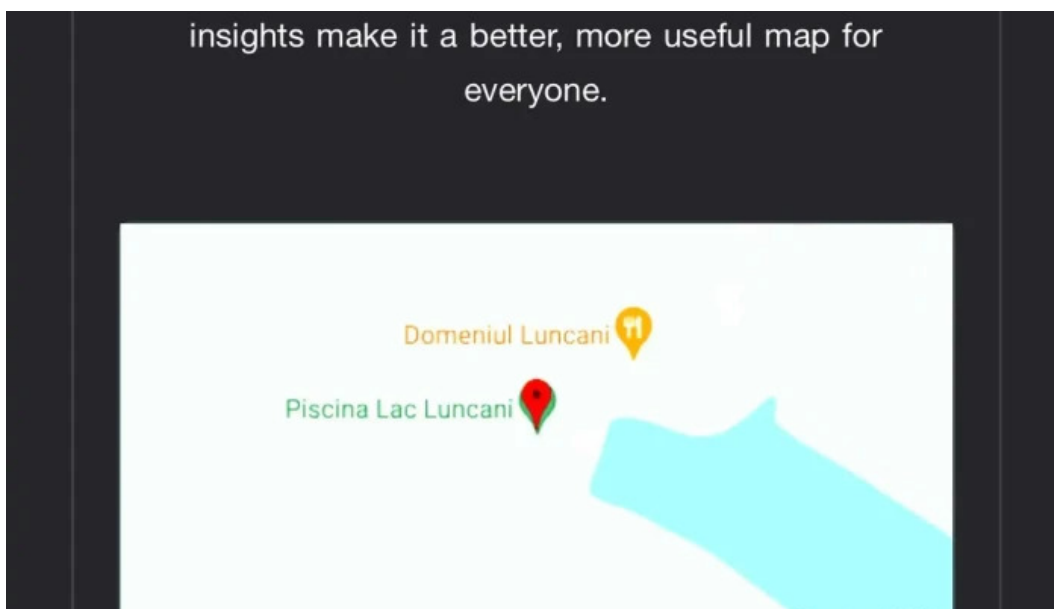 insights make it a better, more useful map for
everyone.
Domeniul Luncani
Piscina Lac Luncani